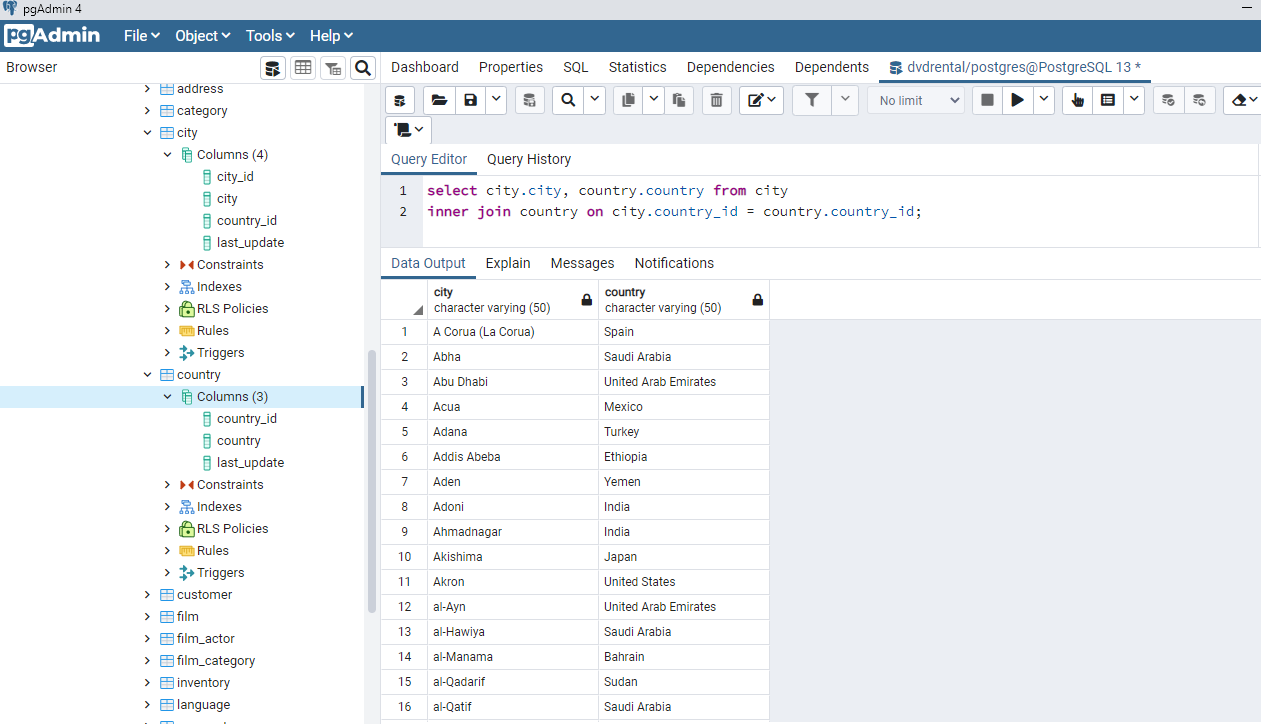 pgAdmin 4
pgAdmin File Object Tools Help
Browser
address
category
city
Columns (4)
city_id
city
country_id
last_update
Constraints
Indexes
RLS Policies
Rules
Triggers
country
Columns (3)
country_id
country
last_update
Constraints
Indexes
RLS Policies
Rules
Triggers
customer
film
film_actor
film_category
inventory
language
Dashboard Properties SQL Statistics Dependencies Dependents dvdrental/postgres@PostgreSQL 13 *
No limit
Query Editor Query History
1 select city.city, country.country from city
2 inner join country on city.country_id = country.country_id;
Data Output Explain Messages Notifications
city country
character varying (50) character varying (50)
1 A Corua (La Corua) Spain
2 Abha Saudi Arabia
3 Abu Dhabi United Arab Emirates
4 Acua Mexico
5 Adana Turkey
6 Addis Abeba Ethiopia
7 Aden Yemen
8 Adoni India
9 Ahmadnagar India
10 Akishima Japan
11 Akron United States
12 al-Ayn United Arab Emirates
13 al-Hawiya Saudi Arabia
14 al-Manama Bahrain
15 al-Qadarif Sudan
16 al-Qatif Saudi Arabia